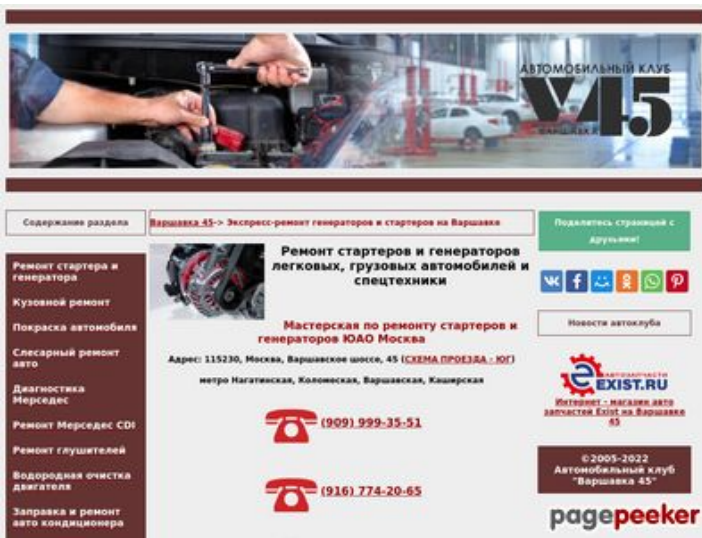 АВТОМОБИЛЬНЫЙ КЛУБ
V45
ВАРШАВКА
Содержание раздела
Ремонт стартера и
генератора
Кузовной ремонт
Покраска автомобиля
Слесарный ремонт
авто
Диагностика
Мерседес
Ремонт Мерседес CDI
Ремонт глушителей
Водородная очистка
двигателя
Заправка и ремонт
авто кондиционера
Варшавка 45-> Экспресс-ремонт генераторов и стартеров на Варшавке
Ремонт стартеров и генераторов
легковых, грузовых автомобилей и
спецтехники
Мастерская по ремонту стартеров и
генераторов ЮАО Москва
Адрес: 115230, Москва, Варшавское шоссе, 45 (СХЕМА ПРОЕЗДА - ЮГ)
метро Нагатинская, Коломоская, Варшавская, Каширская
(909) 999-35-51
(916) 774-20-65
Поделитесь страницей с
друзьями!
Новости автоклуба
АВТОЗАПЧАСТИ
EXIST.RU
Интернет - магазин авто
запчастей Exist на Варшавке
45
©2005-2022
Автомобильный клуб
"Варшавка 45"
pagepeeker